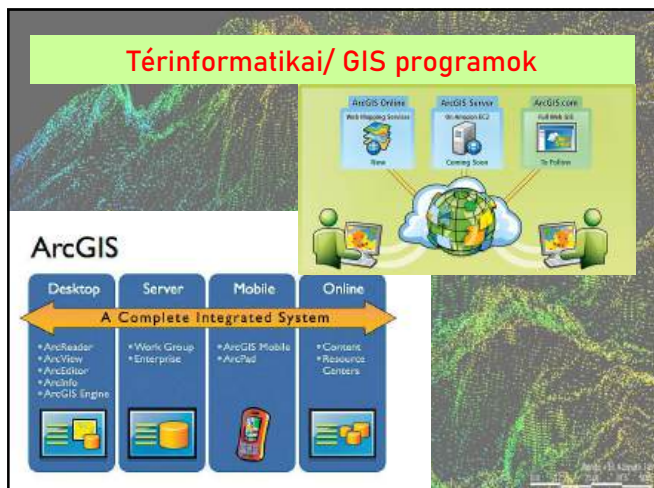 Térinformatikai/ GIS programok
ArcGIS Online
ArcGIS Server
ArcGIS.com
Web Mapping Services
On Amazon EC2
Full Web GIS
Now
Coming Soon
To Follow
ArcGIS
Desktop
Server
Mobile
Online
A Complete Integrated System
•ArcReader
•ArcView
•ArcEditor
•ArcInfo
•ArcGIS Engine
•Work Group
•Enterprise
•ArcGIS Mobile
•ArcPad
•Content
•Resource
Centers